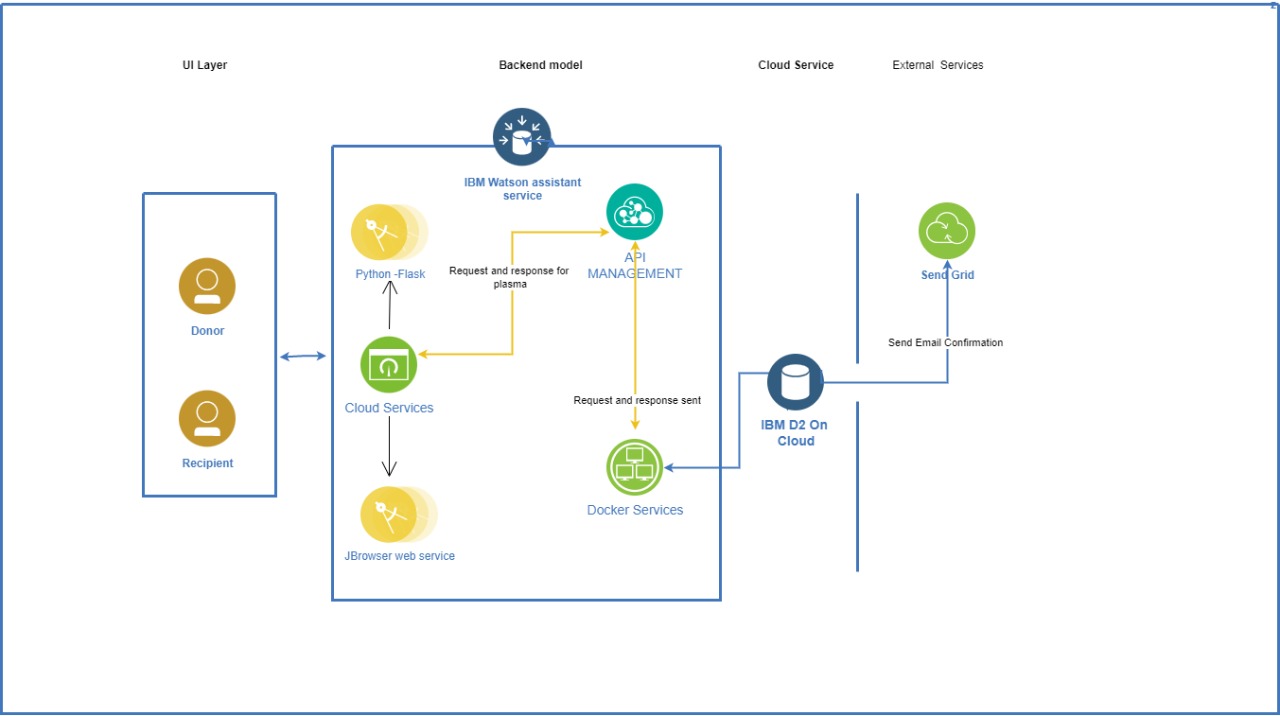 UI Layer
Backend model
Cloud Service
External Services
IBM Watson assistant
service
Python -Flask
Request and response for
plasma
API
MANAGEMENT
Send Grid
Donor
Send Email Confirmation
Cloud Services
Request and response sent
IBM D2 On
Cloud
Recipient
Docker Services
JBrowser web service